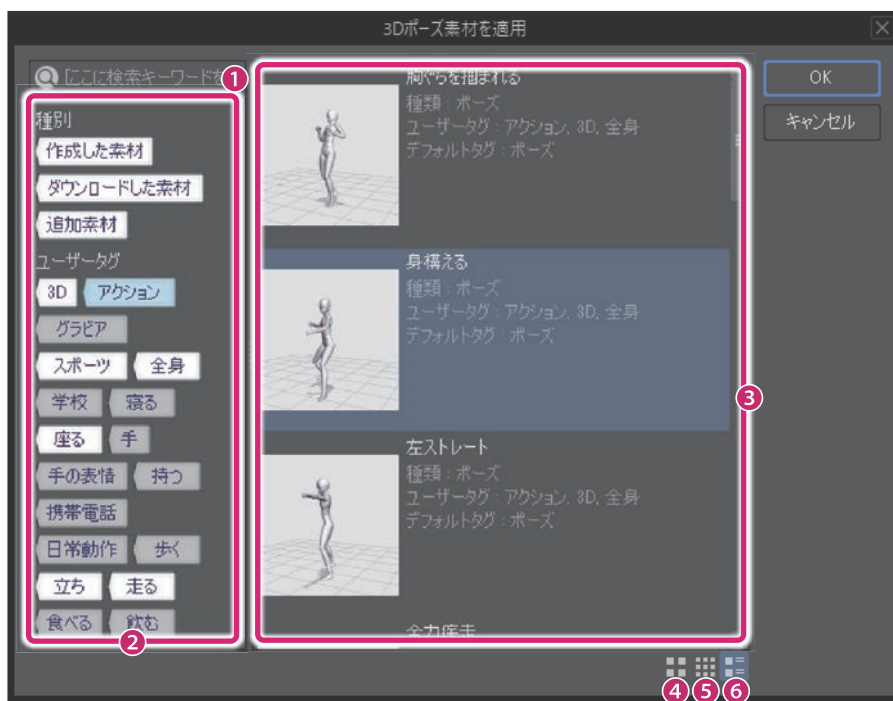 3Dポーズ素材を適用
[ここに検索キーワードを
1
種別
作成した素材
ダウンロードした素材
追加素材
ユーザータグ
3D アクション
グラビア
スポーツ 全身
学校 寝る
座る 手
手の表情 持つ
携帯電話
日常動作 歩く
立ち 走る
食べる 飲む
2
胸ぐらを掴まれる
種類：ポーズ
ユーザータグ：アクション, 3D, 全身
デフォルトタグ：ポーズ
身構える
種類：ポーズ
ユーザータグ：アクション, 3D, 全身
デフォルトタグ：ポーズ
3
左ストレート
種類：ポーズ
ユーザータグ：アクション, 3D, 全身
デフォルトタグ：ポーズ
全力疾走
OK
キャンセル
4 5 6